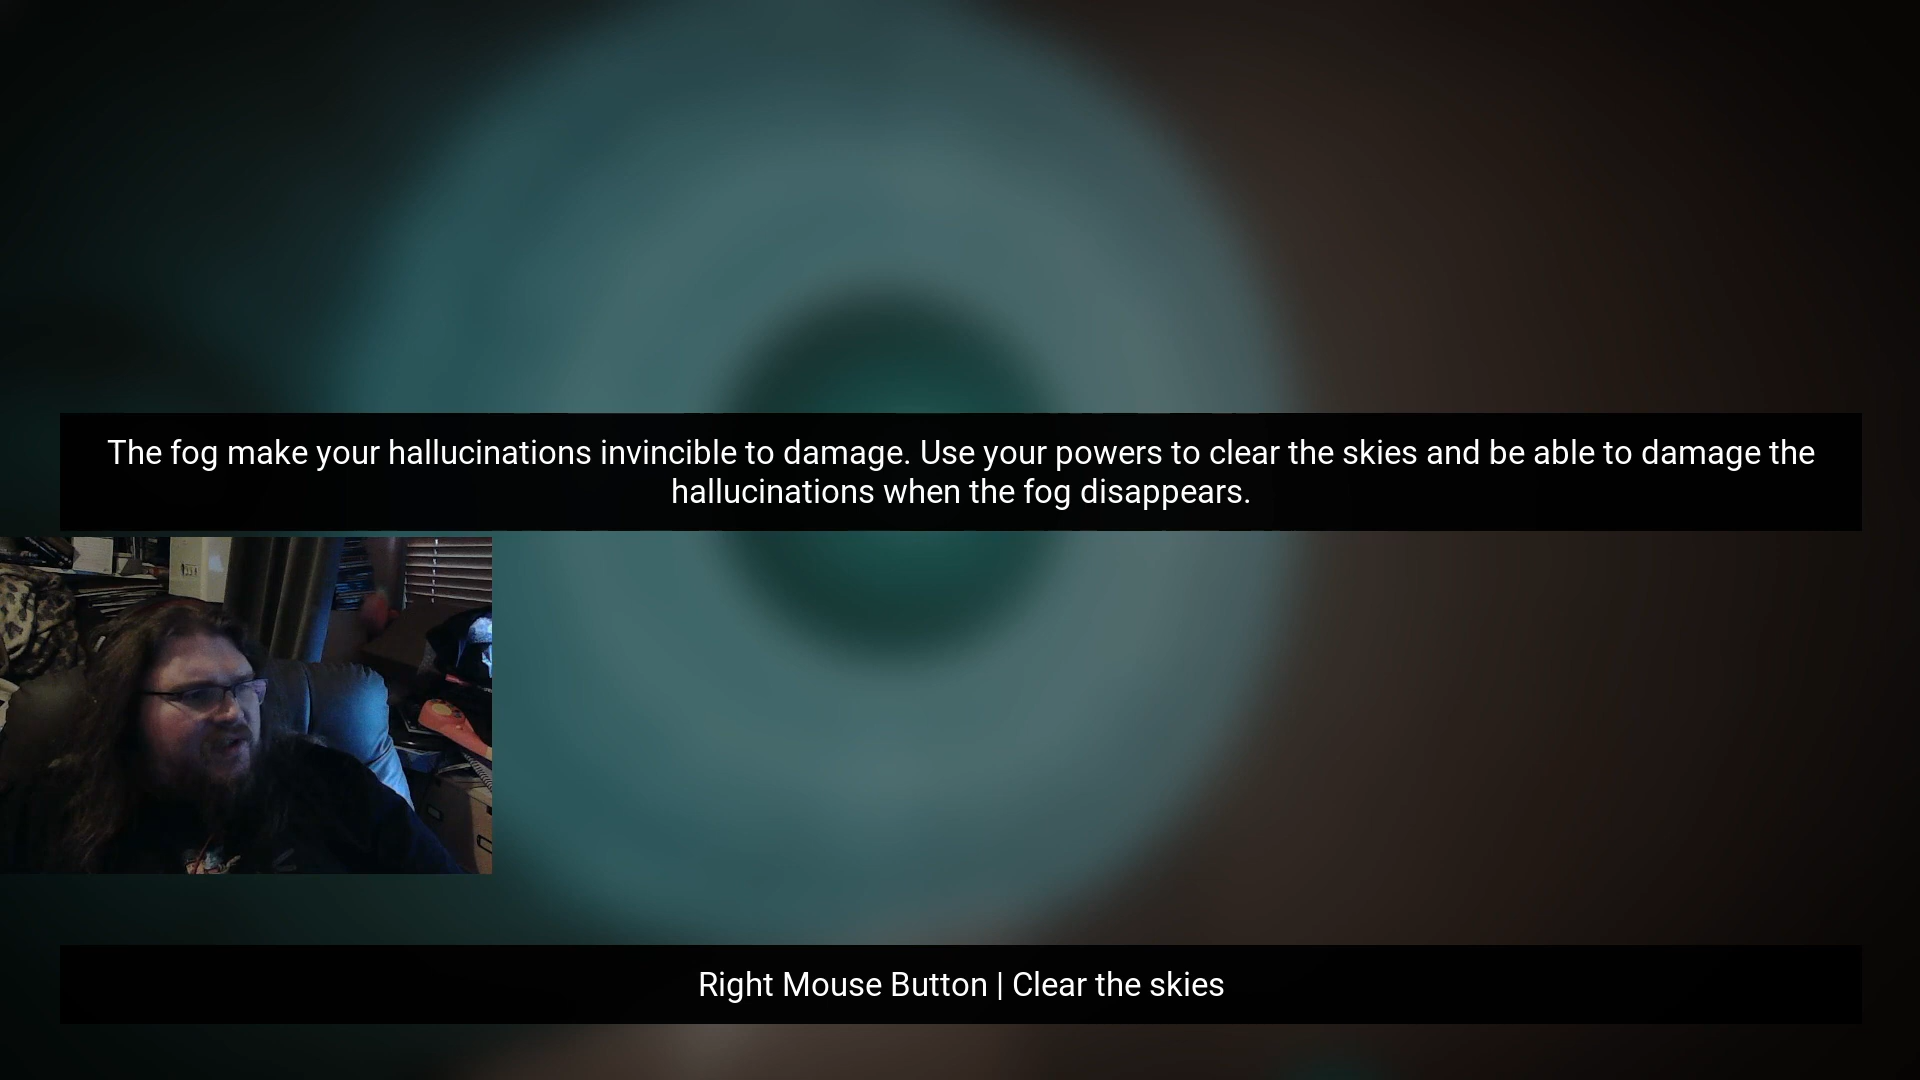 The fog make your hallucinations invincible to damage. Use your powers to clear the skies and be able to damage the
hallucinations when the fog disappears.
Right Mouse Button | Clear the skies